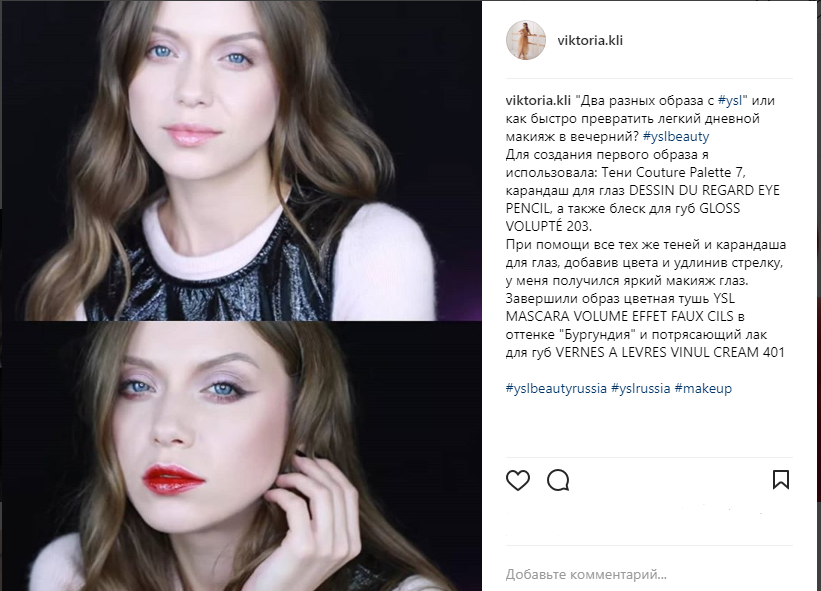 viktoria.kli
viktoria.kli "Два разных образа с #ysl" или
как быстро превратить легкий дневной
макияж в вечерний? #yslbeauty
Для создания первого образа я
использовала: Тени Couture Palette 7,
карандаш для глаз DESSIN DU REGARD EYE
PENCIL, а также блеск для губ GLOSS
VOLUPTÉ 203.
При помощи все тех же теней и карандаша
для глаз, добавив цвета и удлинив стрелку,
у меня получился яркий макияж глаз.
Завершили образ цветная тушь YSL
MASCARA VOLUME EFFET FAUX CILS в
оттенке "Бургундия" и потрясающий лак
для губ VERNES A LEVRES VINUL CREAM 401
#yslbeautyrussia #yslrussia #makeup
Добавьте комментарий...